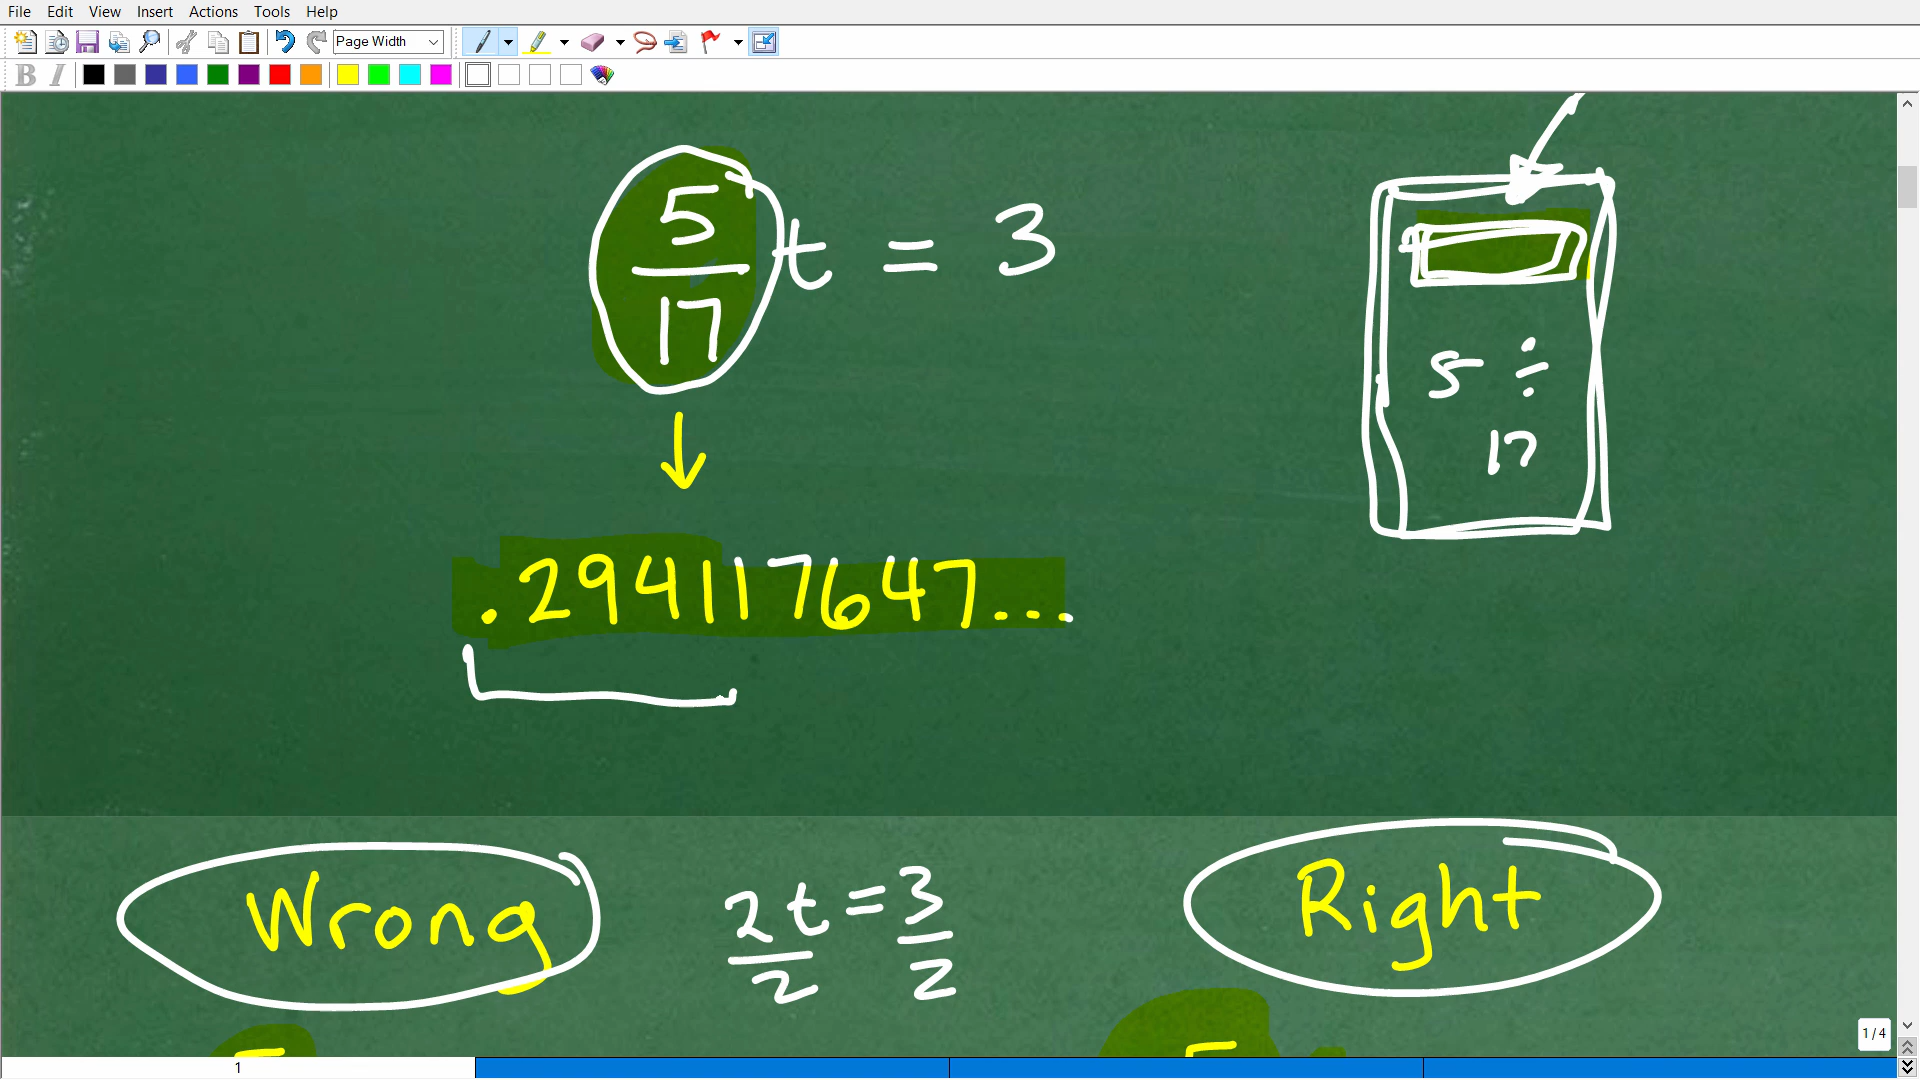 File Edit View Insert Actions Tools Help
Page Width
B I
5/17 t = 3
5 ÷
17
.294117647...
Wrong
2t = 3
2 2
Right
1 / 4
1